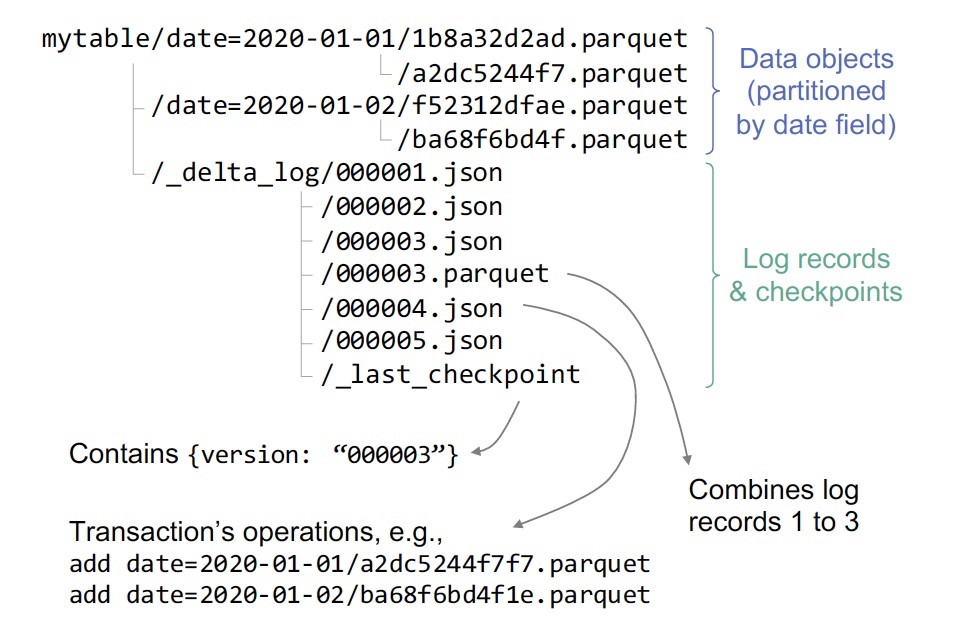 mytable/date=2020-01-01/1b8a32d2ad.parquet
/a2dc5244f7.parquet
/date=2020-01-02/f52312dfae.parquet
/ba68f6bd4f.parquet
/_delta_log/000001.json
/000002.json
/000003.json
/000003.parquet
/000004.json
/000005.json
/_last_checkpoint
Data objects
(partitioned
by date field)
Log records
& checkpoints
Contains {version: “000003”}
Combines log
records 1 to 3
Transaction’s operations, e.g.,
add date=2020-01-01/a2dc5244f7f7.parquet
add date=2020-01-02/ba68f6bd4f1e.parquet